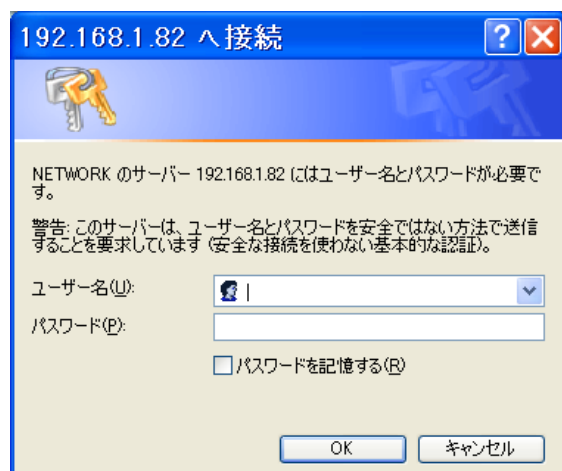 192.168.1.82 へ接続
NETWORK のサーバー 192.168.1.82 にはユーザー名とパスワードが必要で
す。
警告: このサーバーは、ユーザー名とパスワードを安全ではない方法で送信
することを要求しています (安全な接続を使わない基本的な認証)。
ユーザー名(U):
パスワード(P):
パスワードを記憶する(R)
OK キャンセル